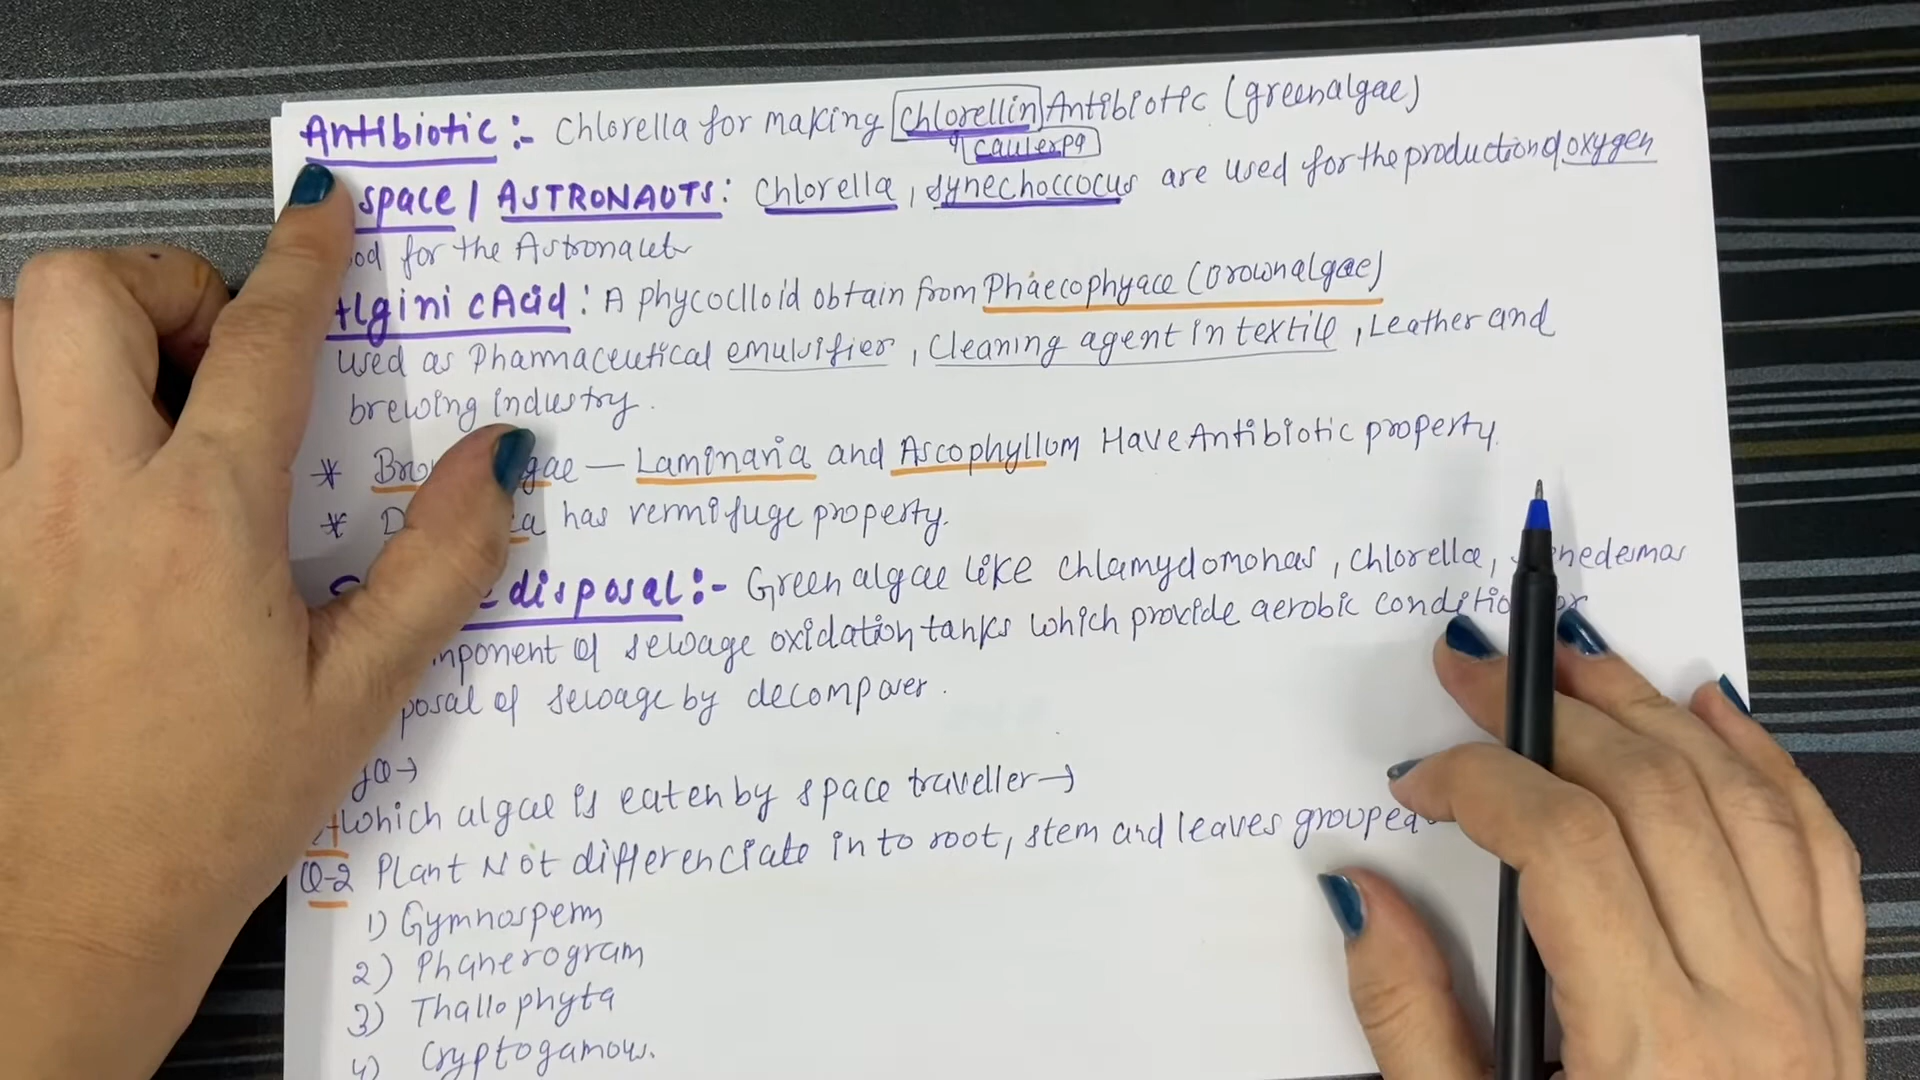 Antibiotic :- Chlorella for making Chlorellin Antibiotic (greenalgae)
caulerpa
space / ASTRONAUTS : Chlorella , synechoccocus are used for the production of oxygen
for the Astronaut
Alginic Acid : A phycoclloid obtain from Phaecophyace (Brownalgae)
used as Pharmaceutical emulsifier , Cleaning agent in textile , Leather and
brewing industry .
* — Laminaria and Ascophyllum Have Antibiotic property.
* has vermifuge property.
disposal :- Green algae like chlamydomonas , chlorella ,
of sewage oxidation tanks which provide aerobic
of sewage by decomposer .
Which algae is eaten by space traveller →
Q-2 Plant Not differenciate in to root, stem and leaves grouped
1) Gymnosperm
2) Phanerogram
3) Thallophyta
4) Cryptogamous.